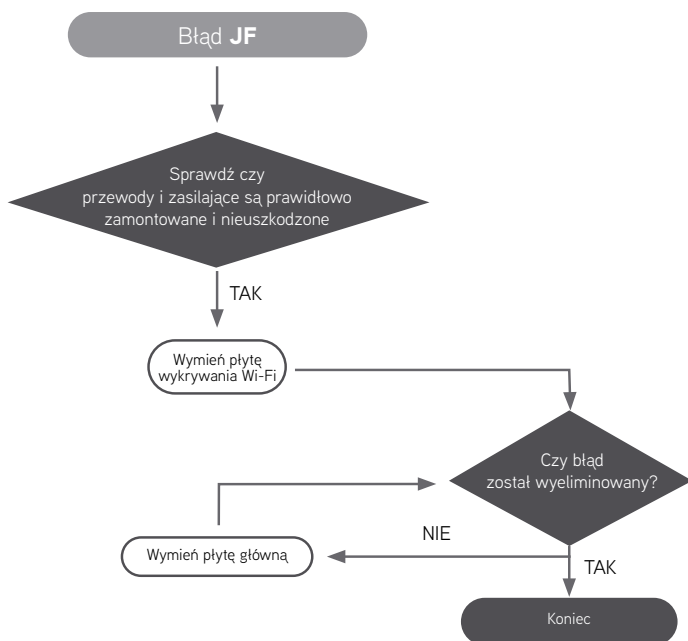 Błąd JF
Sprawdź czy
przewody i zasilające są prawidłowo
zamontowane i nieuszkodzone
TAK
Wymień płytę
wykrywania Wi-Fi
Czy błąd
został wyeliminowany?
NIE
Wymień płytę główną
TAK
Koniec